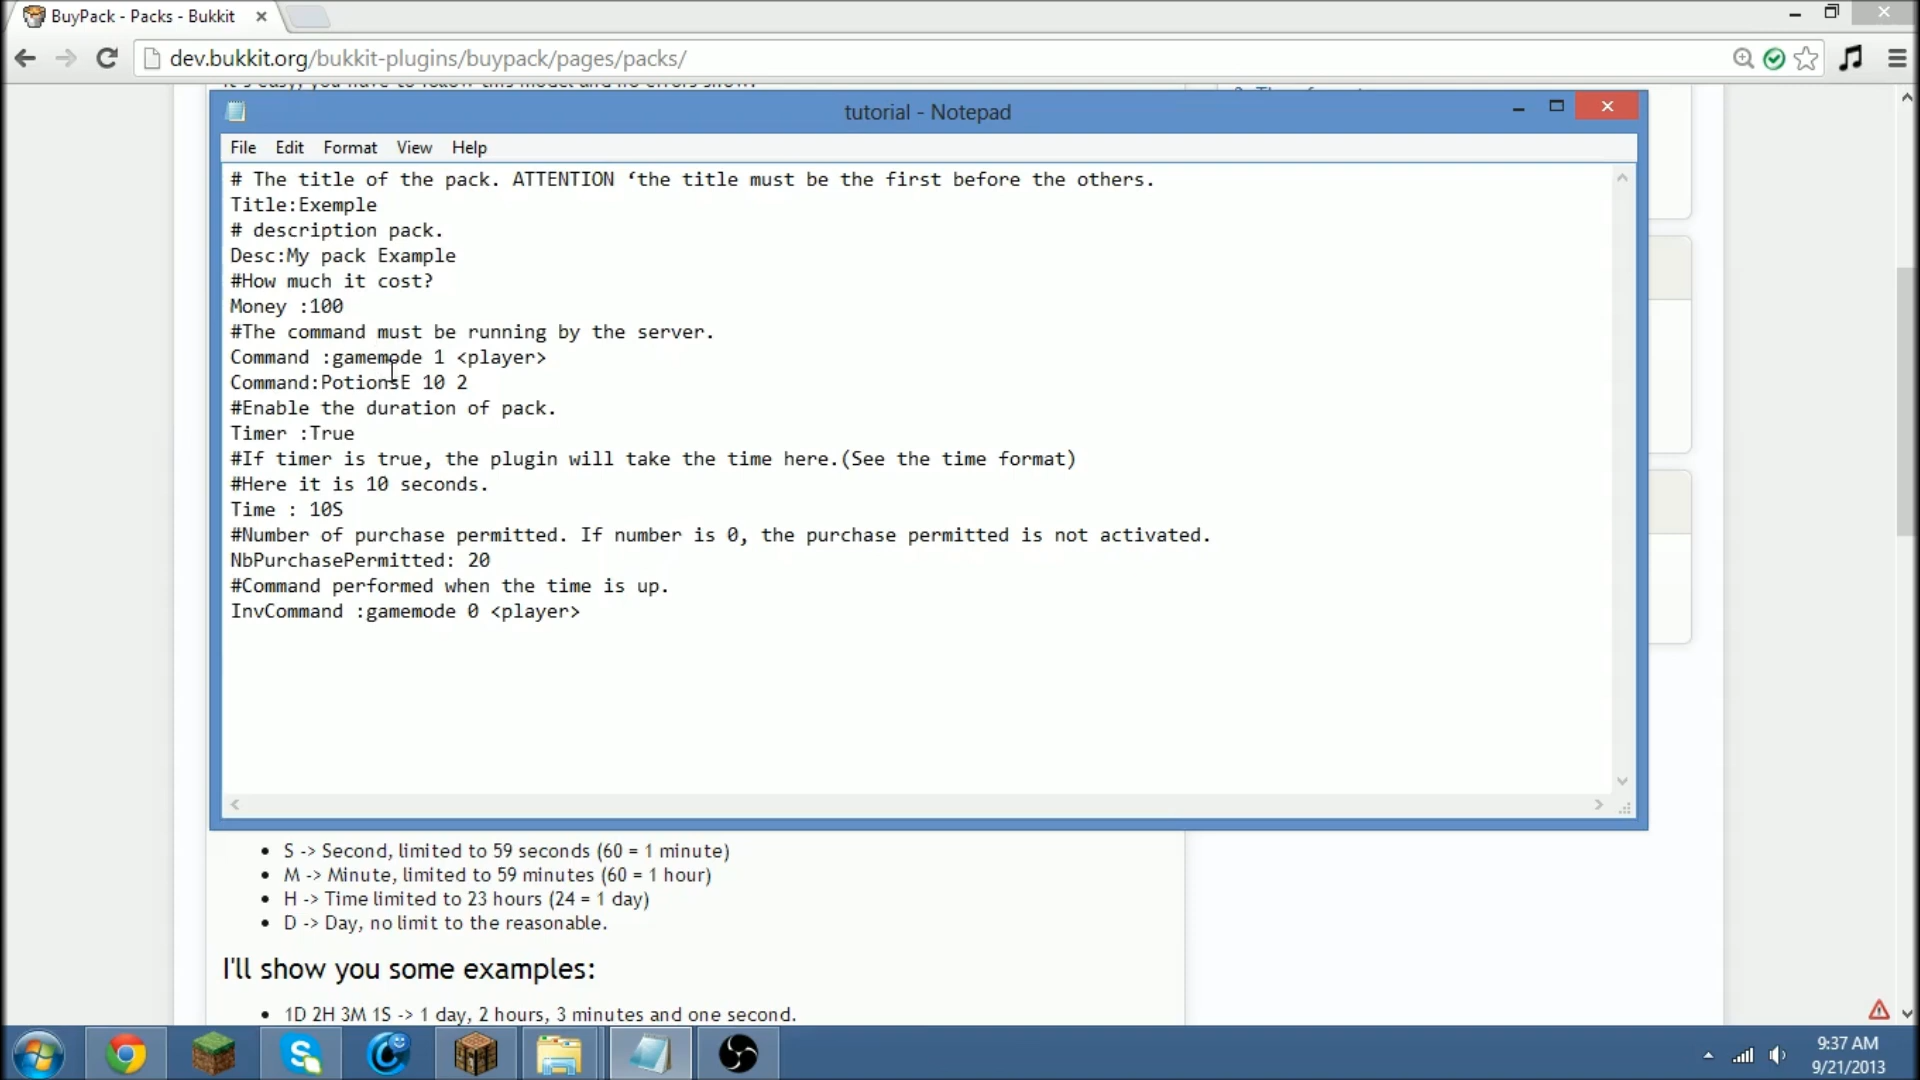 BuyPack - Packs - Bukkit
dev.bukkit.org/bukkit-plugins/buypack/pages/packs/
tutorial - Notepad
File Edit Format View Help
# The title of the pack. ATTENTION ‘the title must be the first before the others.
Title:Exemple
# description pack.
Desc:My pack Example
#How much it cost?
Money :100
#The command must be running by the server.
Command :gamemode 1 <player>
Command:PotionsE 10 2
#Enable the duration of pack.
Timer :True
#If timer is true, the plugin will take the time here.(See the time format)
#Here it is 10 seconds.
Time : 10S
#Number of purchase permitted. If number is 0, the purchase permitted is not activated.
NbPurchasePermitted: 20
#Command performed when the time is up.
InvCommand :gamemode 0 <player>
S -> Second, limited to 59 seconds (60 = 1 minute)
M -> Minute, limited to 59 minutes (60 = 1 hour)
H -> Time limited to 23 hours (24 = 1 day)
D -> Day, no limit to the reasonable.
I'll show you some examples:
1D 2H 3M 1S -> 1 day, 2 hours, 3 minutes and one second.
9:37 AM
9/21/2013